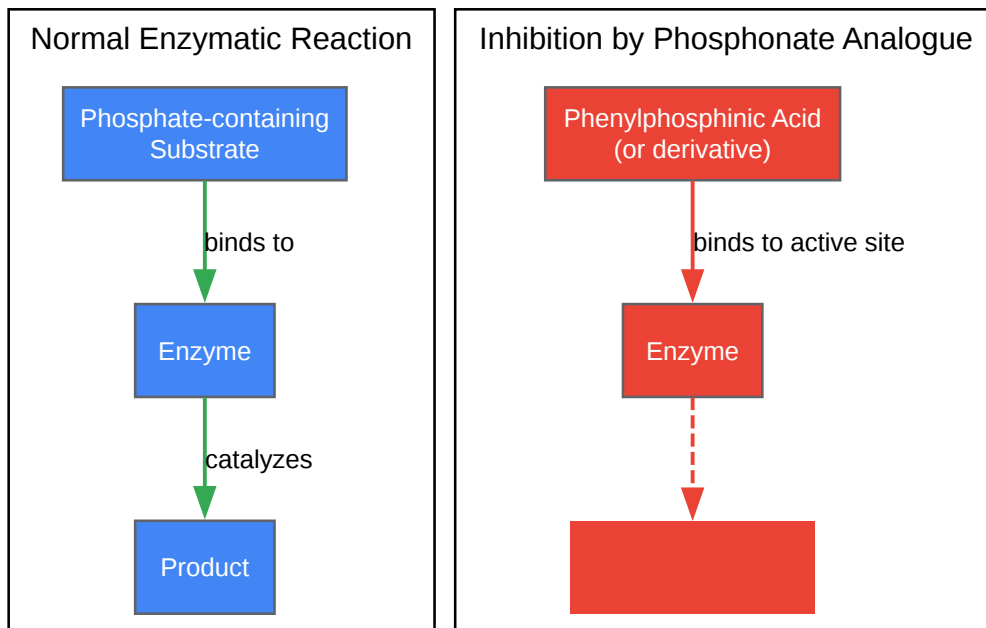 Normal Enzymatic Reaction
Phosphate-containing
Substrate
binds to
Enzyme
catalyzes
Product
Inhibition by Phosphonate Analogue
Phenylphosphinic Acid
(or derivative)
binds to active site
Enzyme